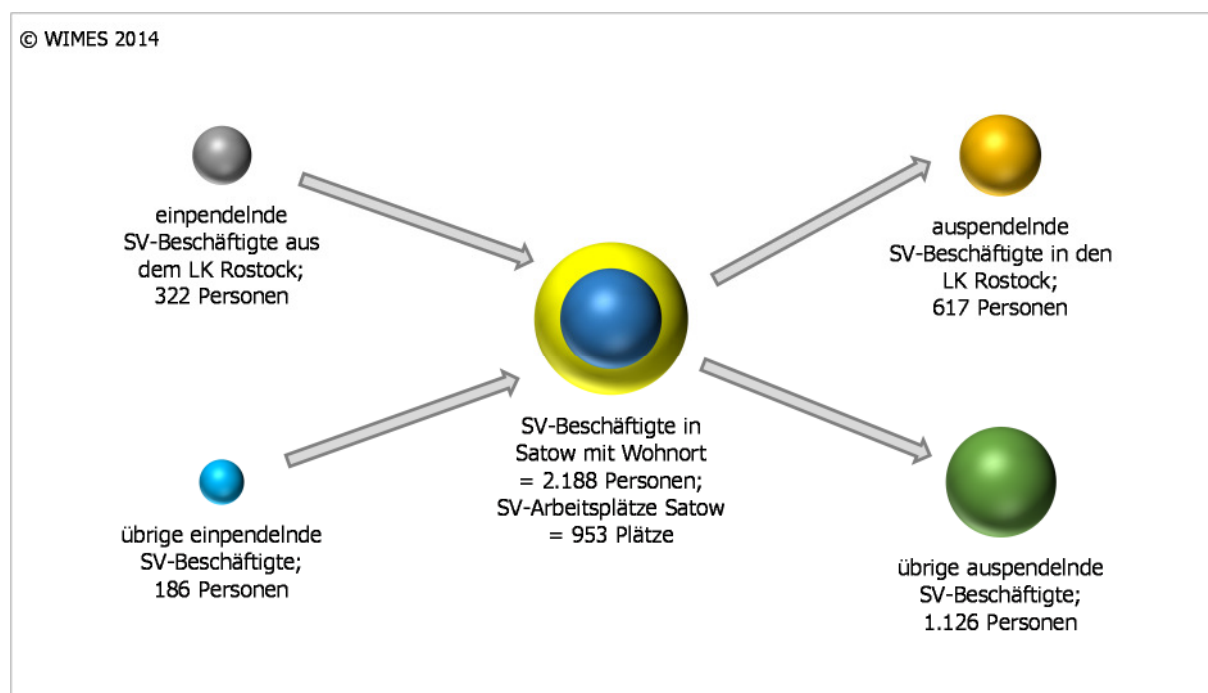 © WIMES 2014
einpendelnde
SV-Beschäftigte aus
dem LK Rostock;
322 Personen
auspendelnde
SV-Beschäftigte in den
LK Rostock;
617 Personen
SV-Beschäftigte in
Satow mit Wohnort
= 2.188 Personen;
SV-Arbeitsplätze Satow
= 953 Plätze
übrige einpendelnde
SV-Beschäftigte;
186 Personen
übrige auspendelnde
SV-Beschäftigte;
1.126 Personen